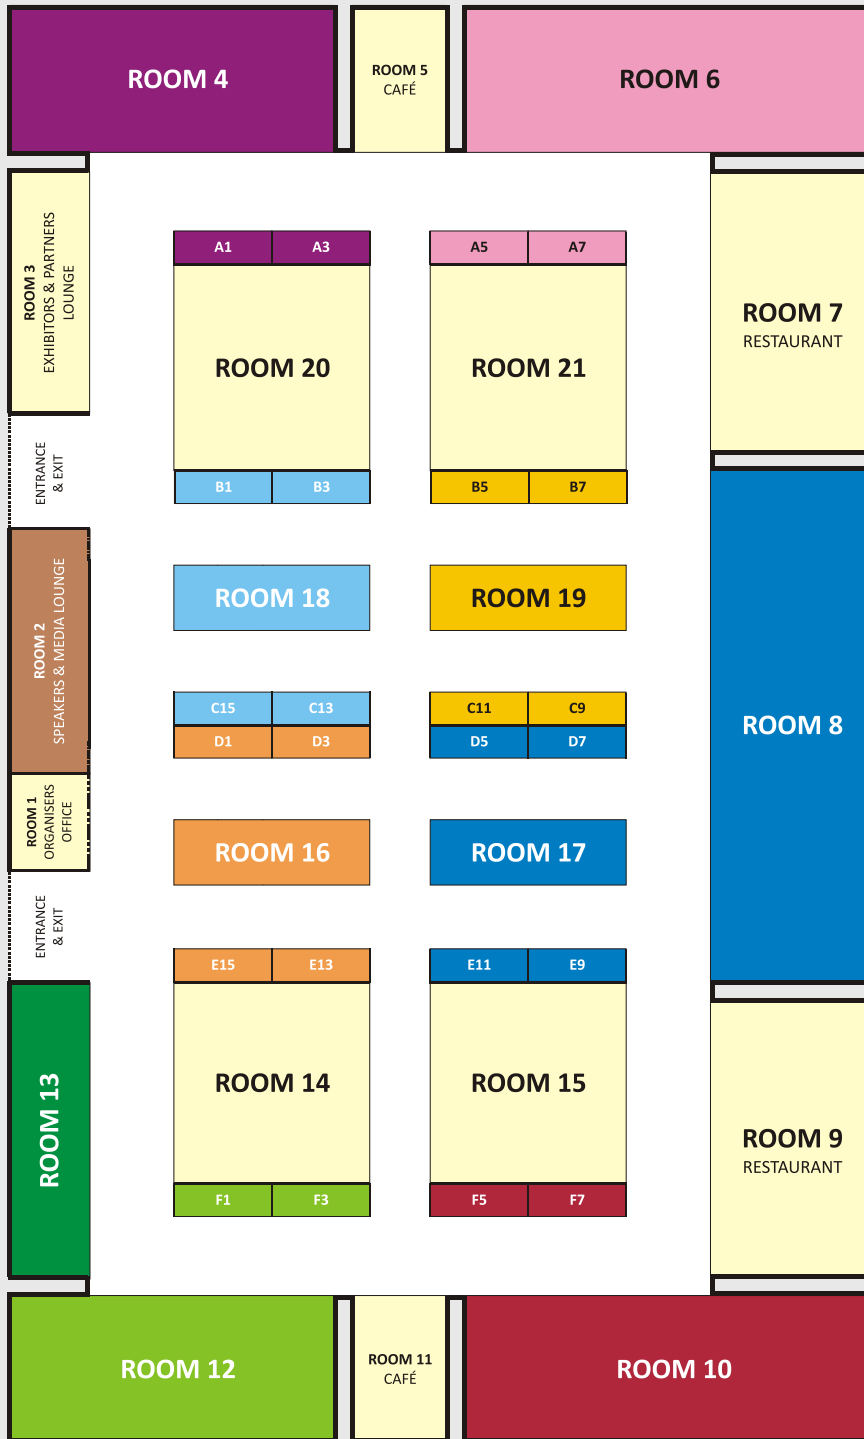 ROOM 4
ROOM 5
CAFÉ
ROOM 6
ROOM 3
EXHIBITORS & PARTNERS
LOUNGE
A1
A3
A5
A7
ROOM 20
ROOM 21
ROOM 7
RESTAURANT
ENTRANCE
& EXIT
B1
B3
B5
B7
ROOM 2
SPEAKERS & MEDIA LOUNGE
ROOM 18
ROOM 19
ROOM 8
C15
C13
C11
C9
D1
D3
D5
D7
ROOM 1
ORGANISERS
OFFICE
ROOM 16
ROOM 17
ENTRANCE
& EXIT
E15
E13
E11
E9
ROOM 13
ROOM 14
ROOM 15
ROOM 9
RESTAURANT
F1
F3
F5
F7
ROOM 12
ROOM 11
CAFÉ
ROOM 10